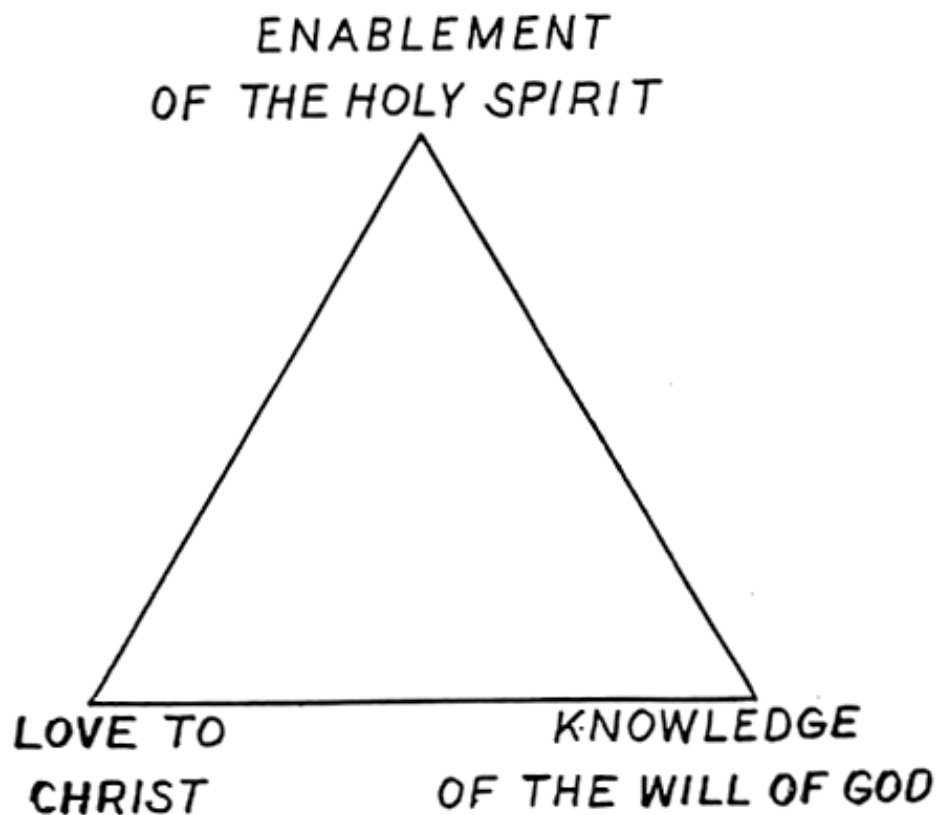 ENABLEMENT
OF THE HOLY SPIRIT
LOVE TO
CHRIST
KNOWLEDGE
OF THE WILL OF GOD